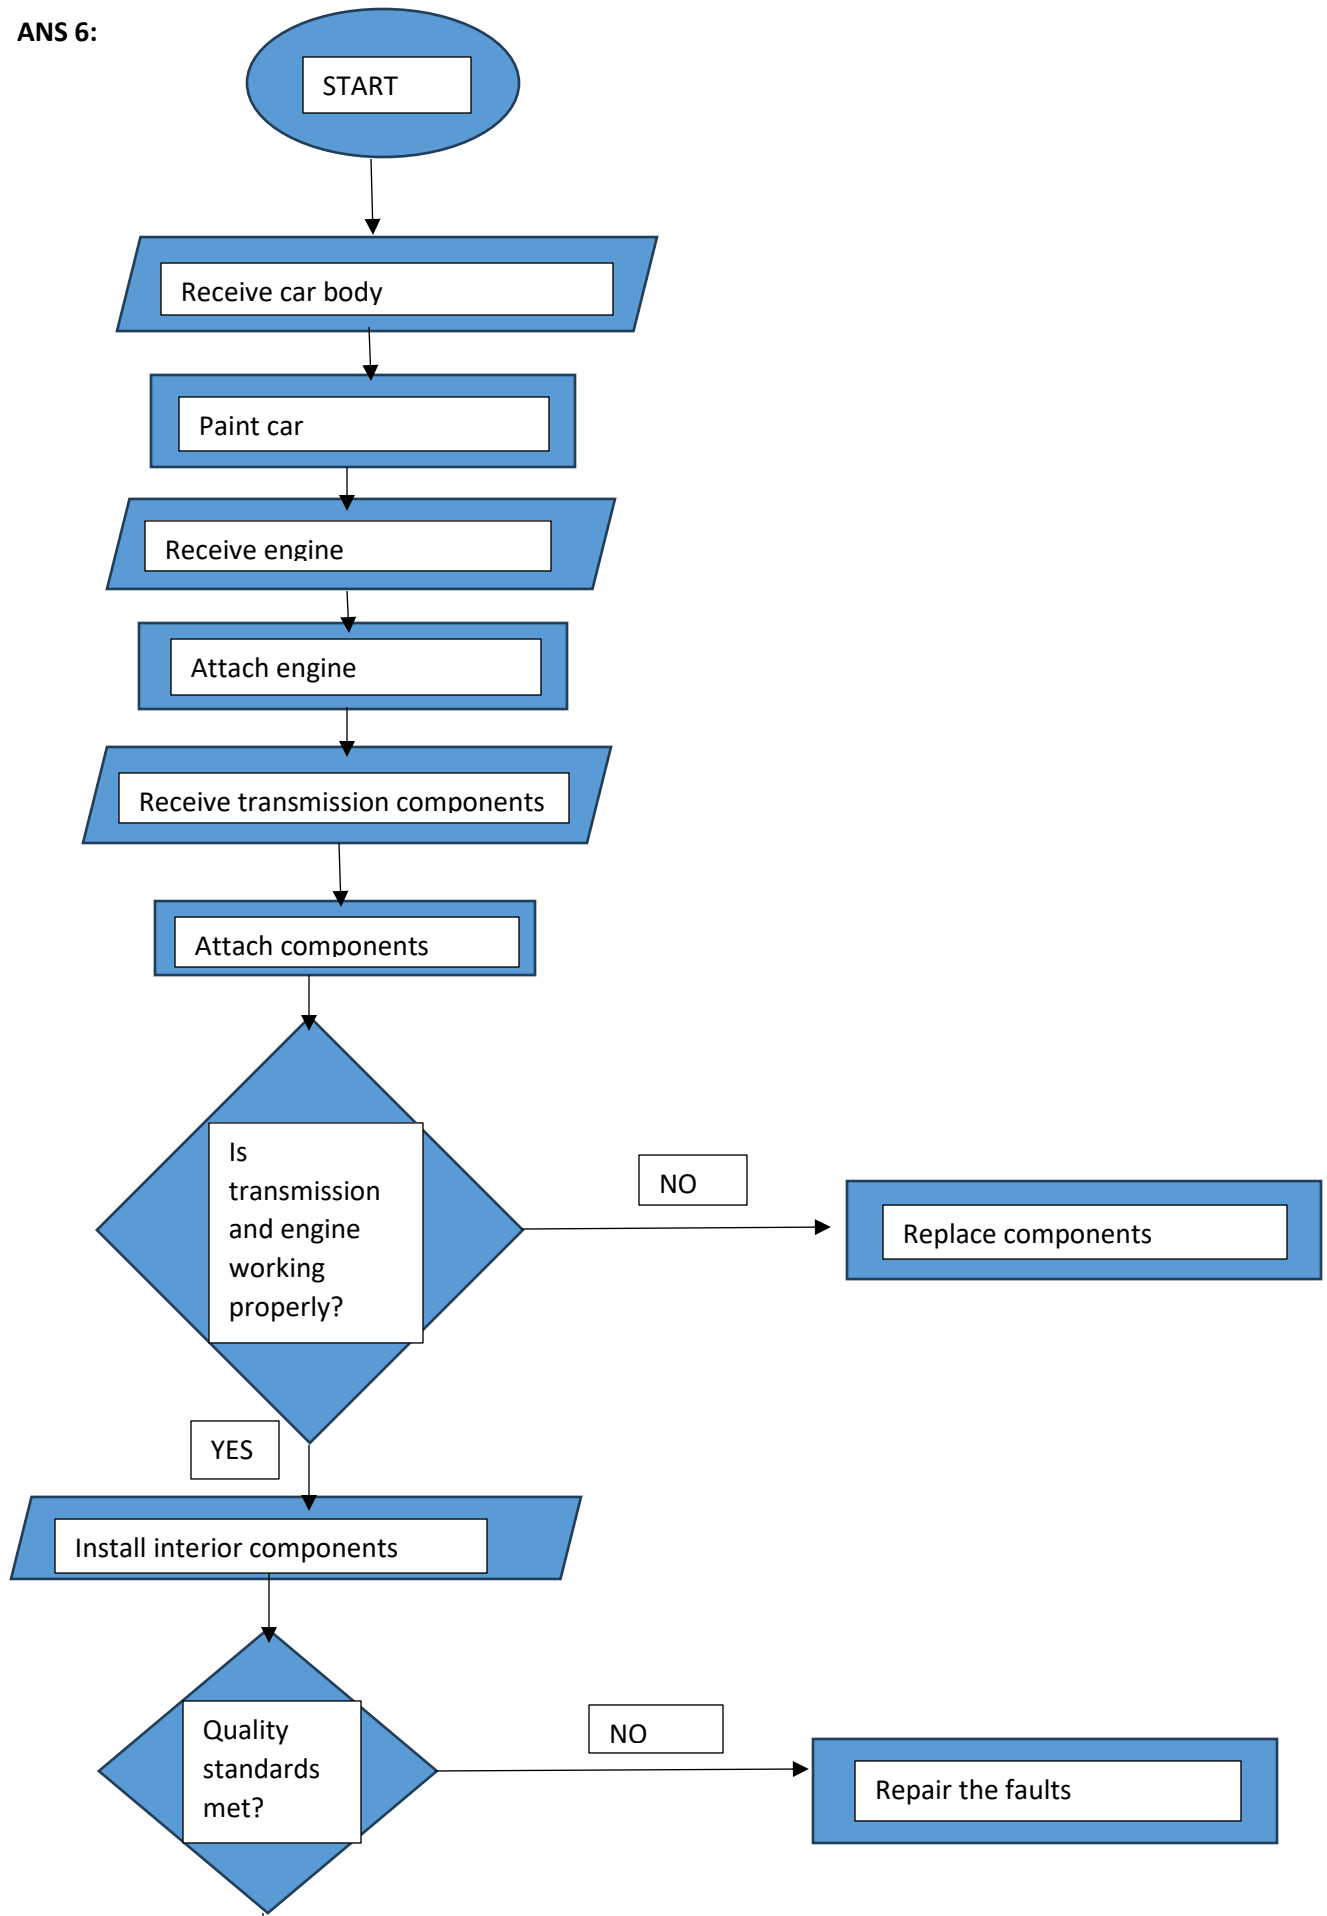 ANS 6:
START
Receive car body
Paint car
Receive engine
Attach engine
Receive transmission components
Attach components
Is
transmission
and engine
working
properly?
NO
Replace components
YES
Install interior components
Quality
standards
met?
NO
Repair the faults